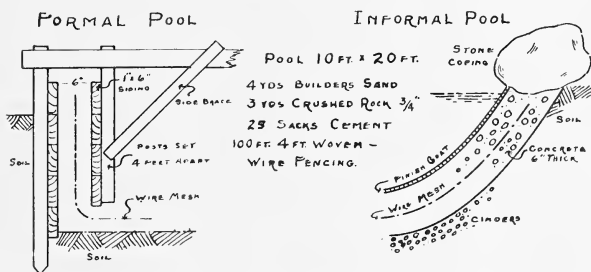 FORMAL POOL
6"
1"x 6"
SIDING
SIDE BRACE
SOIL
POSTS SET
4 FEET APART
WIRE MESH
SOIL
POOL 10 FT. x 20 FT.
4 YDS BUILDERS SAND
3 YDS CRUSHED ROCK 3/4"
25 SACKS CEMENT
100 FT. 4 FT. WOVEN -
WIRE FENCING.
INFORMAL POOL
STONE
COPING
SOIL
CONCRETE
6" THICK
FINISH COAT
WIRE MESH
CINDERS